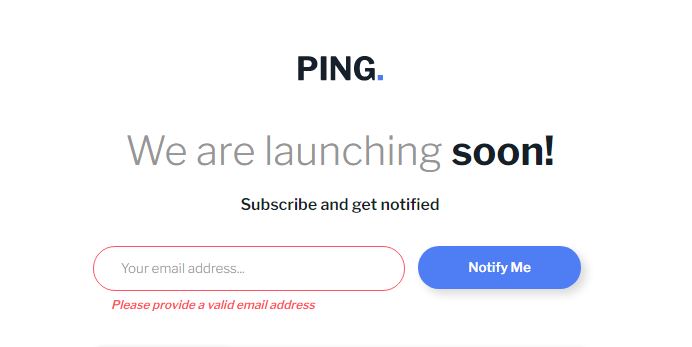 PING.
We are launching soon!
Subscribe and get notified
Your email address...
Notify Me
Please provide a valid email address